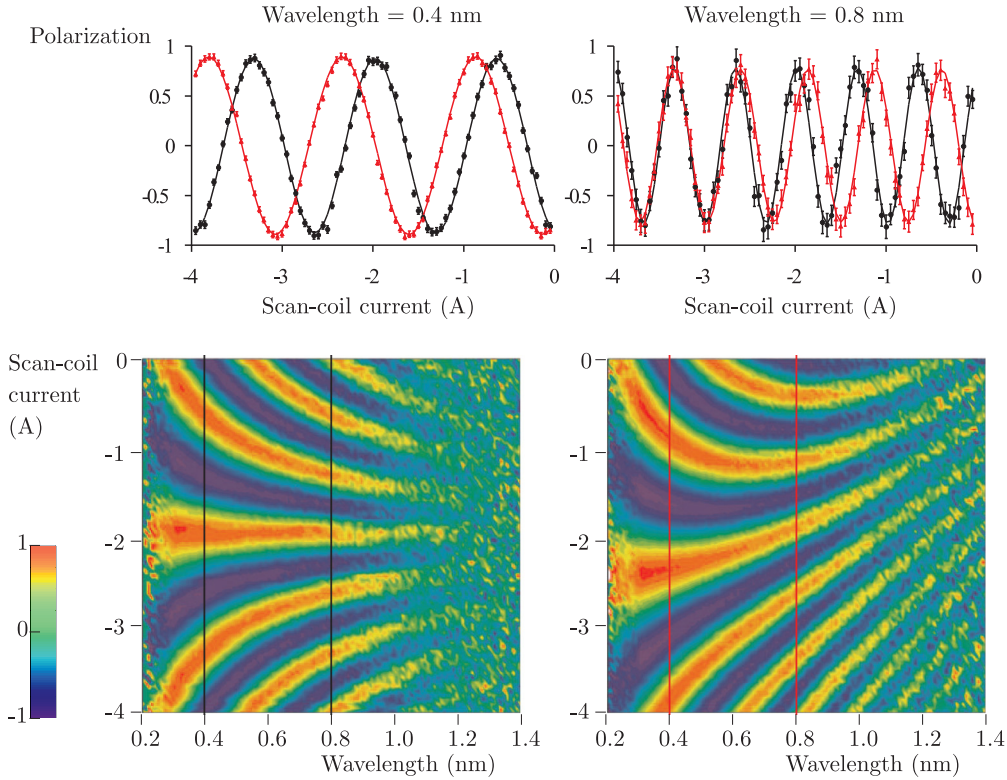 Wavelength = 0.4 nm
Wavelength = 0.8 nm
Polarization
1
0.5
0
-0.5
-1
-4 -3 -2 -1 0
Scan-coil current (A)
1
0.5
0
-0.5
-1
-4 -3 -2 -1 0
Scan-coil current (A)
Scan-coil
current
(A)
0
-1
-2
-3
-4
0.2 0.4 0.6 0.8 1.0 1.2 1.4
Wavelength (nm)
0
-1
-2
-3
-4
0.2 0.4 0.6 0.8 1.0 1.2 1.4
Wavelength (nm)
1
0
-1